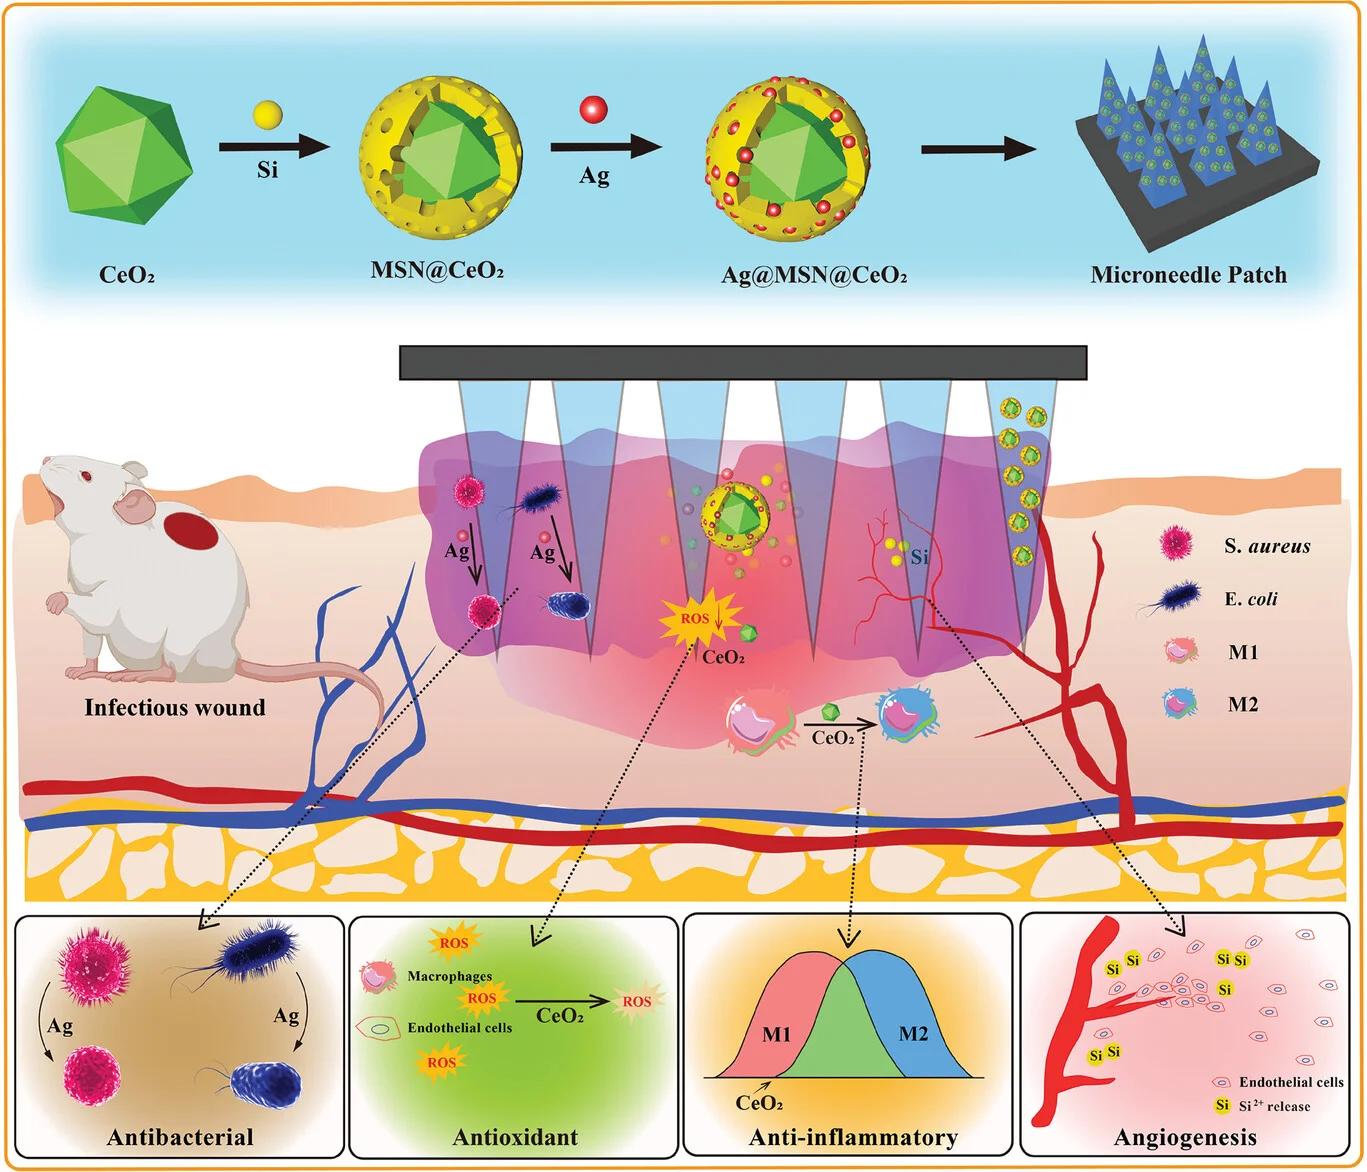 Si
Ag
CeO₂
MSN@CeO₂
Ag@MSN@CeO₂
Microneedle Patch
Ag
Ag
Si
ROS
CeO₂
CeO₂
Infectious wound
S. aureus
E. coli
M1
M2
Ag
Ag
Antibacterial
ROS
Macrophages
ROS
CeO₂
ROS
Endothelial cells
ROS
Antioxidant
M1
M2
CeO₂
Anti-inflammatory
Si
Si
Si
Si
Si
Si
Si
Endothelial cells
Si
Si²⁺ release
Angiogenesis